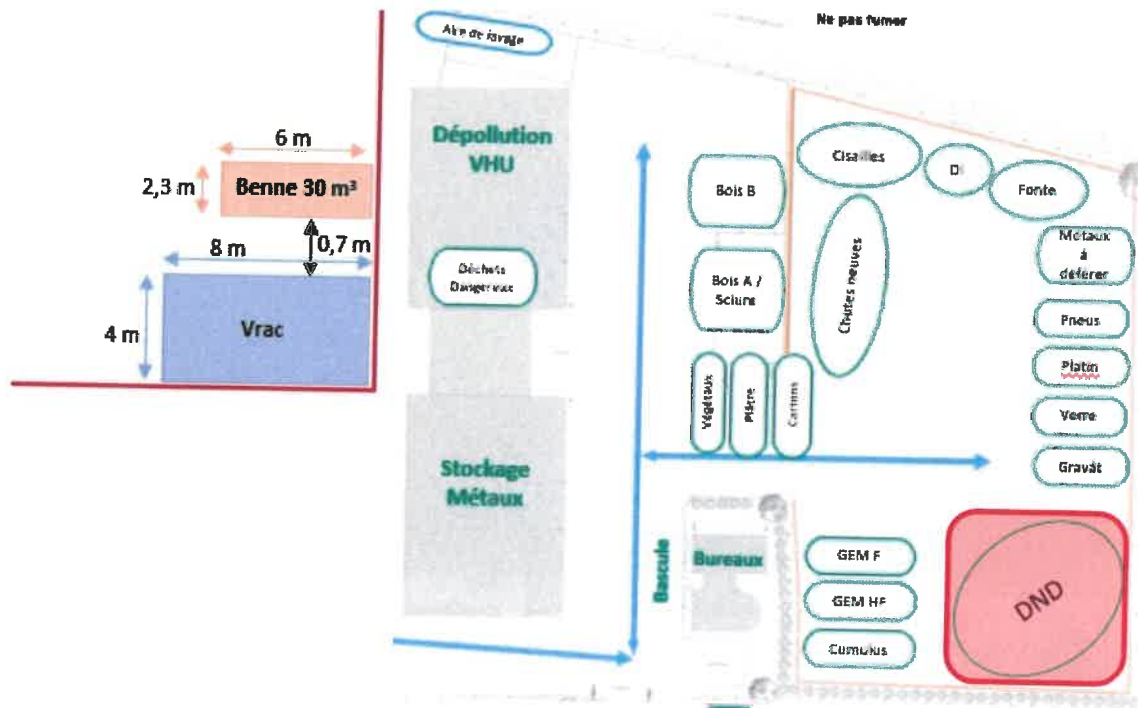 Ne pas fumer
Aire de lavage
6 m
2,3 m
Benne 30 m³
0,7 m
8 m
4 m
Vrac
Dépollution
VHU
Déchets
Dangereux
Stockage
Métaux
Bois B
Bois A /
Sciure
Végétaux
Plâtre
Cartons
Cisailles
DI
Fonte
Chutes neuves
Métaux
à
déférer
Pneus
Platin
Verre
Gravât
Bascule
Bureaux
GEM F
GEM HF
Cumulus
DND